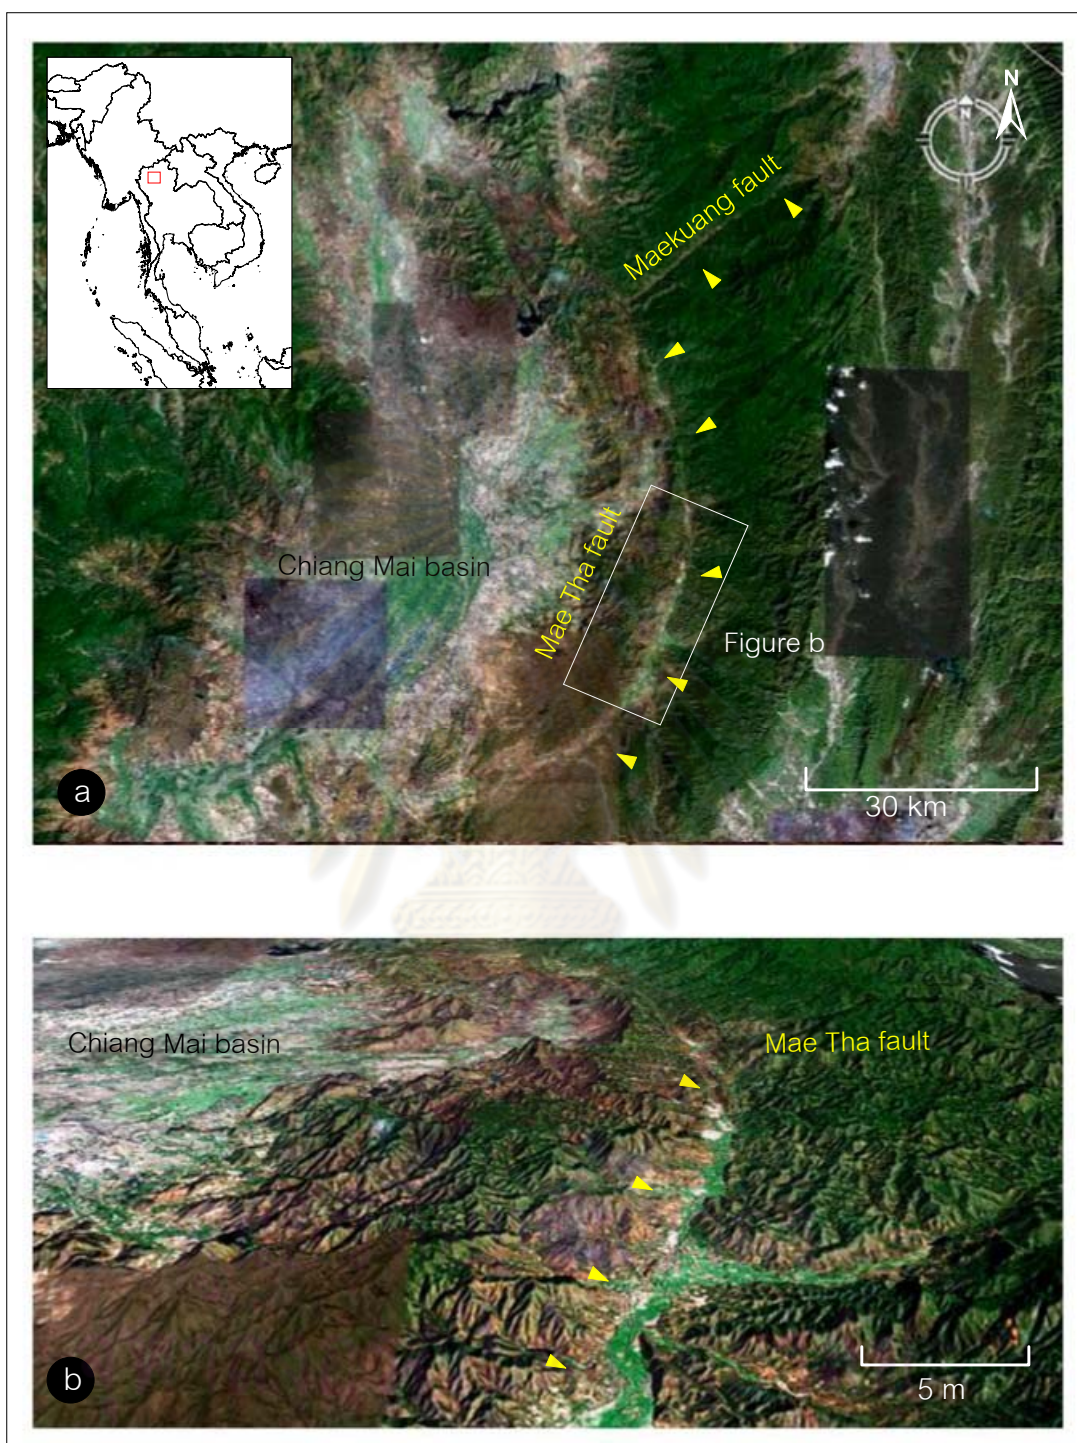 N
N
Maekuang fault
Chiang Mai basin
Mae Tha fault
Figure b
a
30 km
Chiang Mai basin
Mae Tha fault
b
5 m